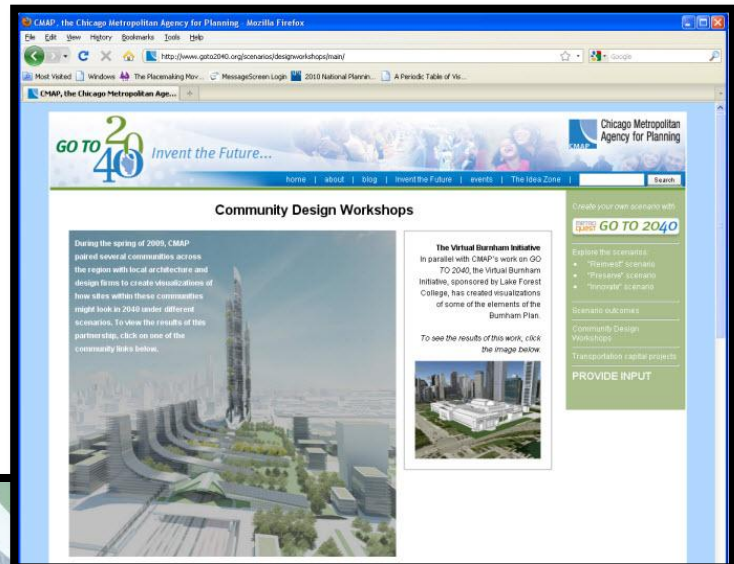 CMAP, the Chicago Metropolitan Agency for Planning - Mozilla Firefox
File Edit View History Bookmarks Tools Help
http://www.goto2040.org/scenarios/designworkshops/main/
Google
Most Visited Windows The Placemaking Mov... MessageScreen Login 2010 National Plannin... A Periodic Table of Vis...
CMAP, the Chicago Metropolitan Age...
GO TO 2040
Invent the Future...
CMAP
Chicago Metropolitan
Agency for Planning
home | about | blog | Invent the Future | events | The Idea Zone |
Search
Community Design Workshops
During the spring of 2009, CMAP
paired several communities across
the region with local architecture and
design firms to create visualizations of
how sites within these communities
might look in 2040 under different
scenarios. To view the results of this
partnership, click on one of the
community links below.
The Virtual Burnham Initiative
In parallel with CMAP's work on GO
TO 2040, the Virtual Burnham
Initiative, sponsored by Lake Forest
College, has created visualizations
of some of the elements of the
Burnham Plan.
To see the results of this work, click
the image below.
Create your own scenario with
QUEST GO TO 2040
Explore the scenarios:
"Reinvest" scenario
"Preserve" scenario
"Innovate" scenario
Scenario outcomes
Community Design
Workshops
Transportation capital projects
PROVIDE INPUT